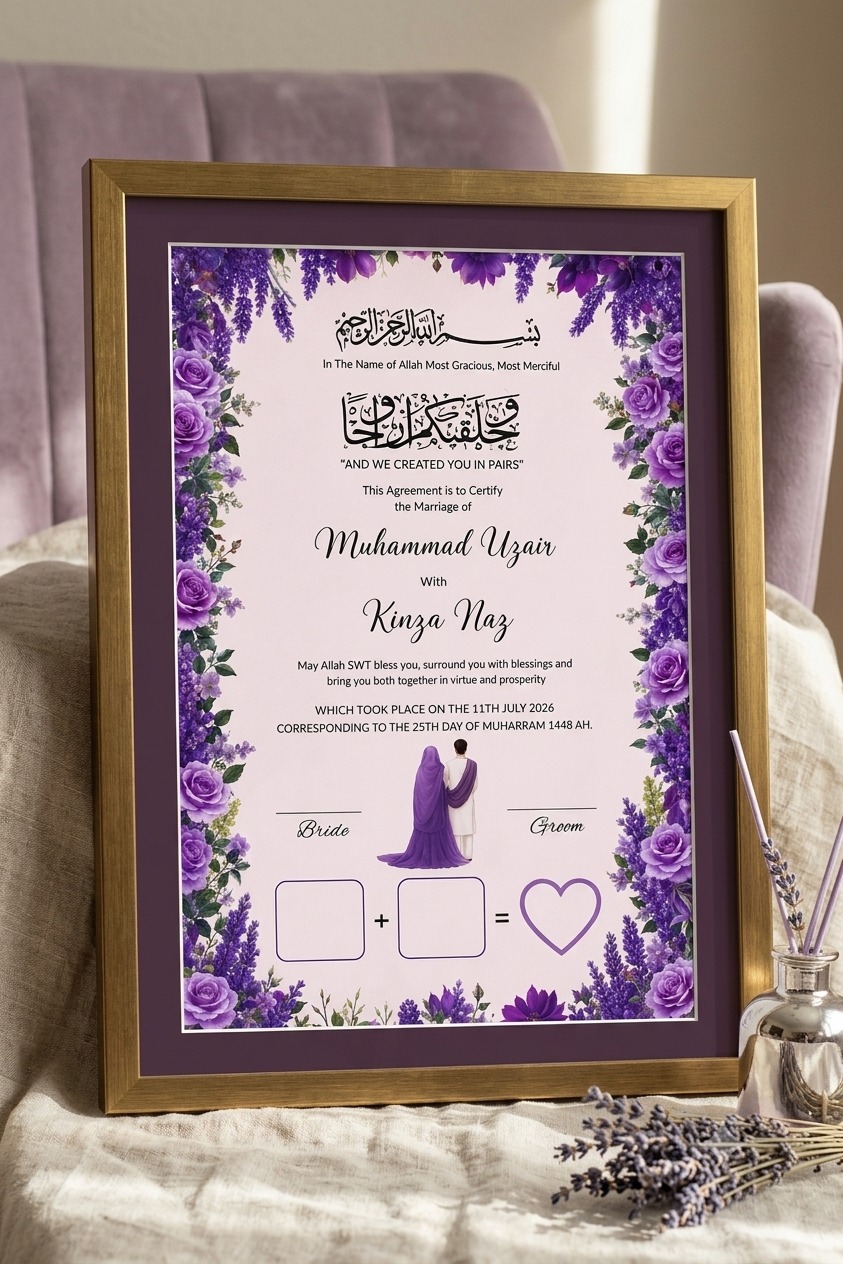 بسم الله الرحمن الرحيم
In The Name of Allah Most Gracious, Most Merciful
وخلقنكم ازواجا
"AND WE CREATED YOU IN PAIRS"
This Agreement is to Certify
the Marriage of
Muhammad Uzair
With
Kinza Naz
May Allah SWT bless you, surround you with blessings and
bring you both together in virtue and prosperity
WHICH TOOK PLACE ON THE 11TH JULY 2026
CORRESPONDING TO THE 25TH DAY OF MUHARRAM 1448 AH.
Bride
Groom
+ =